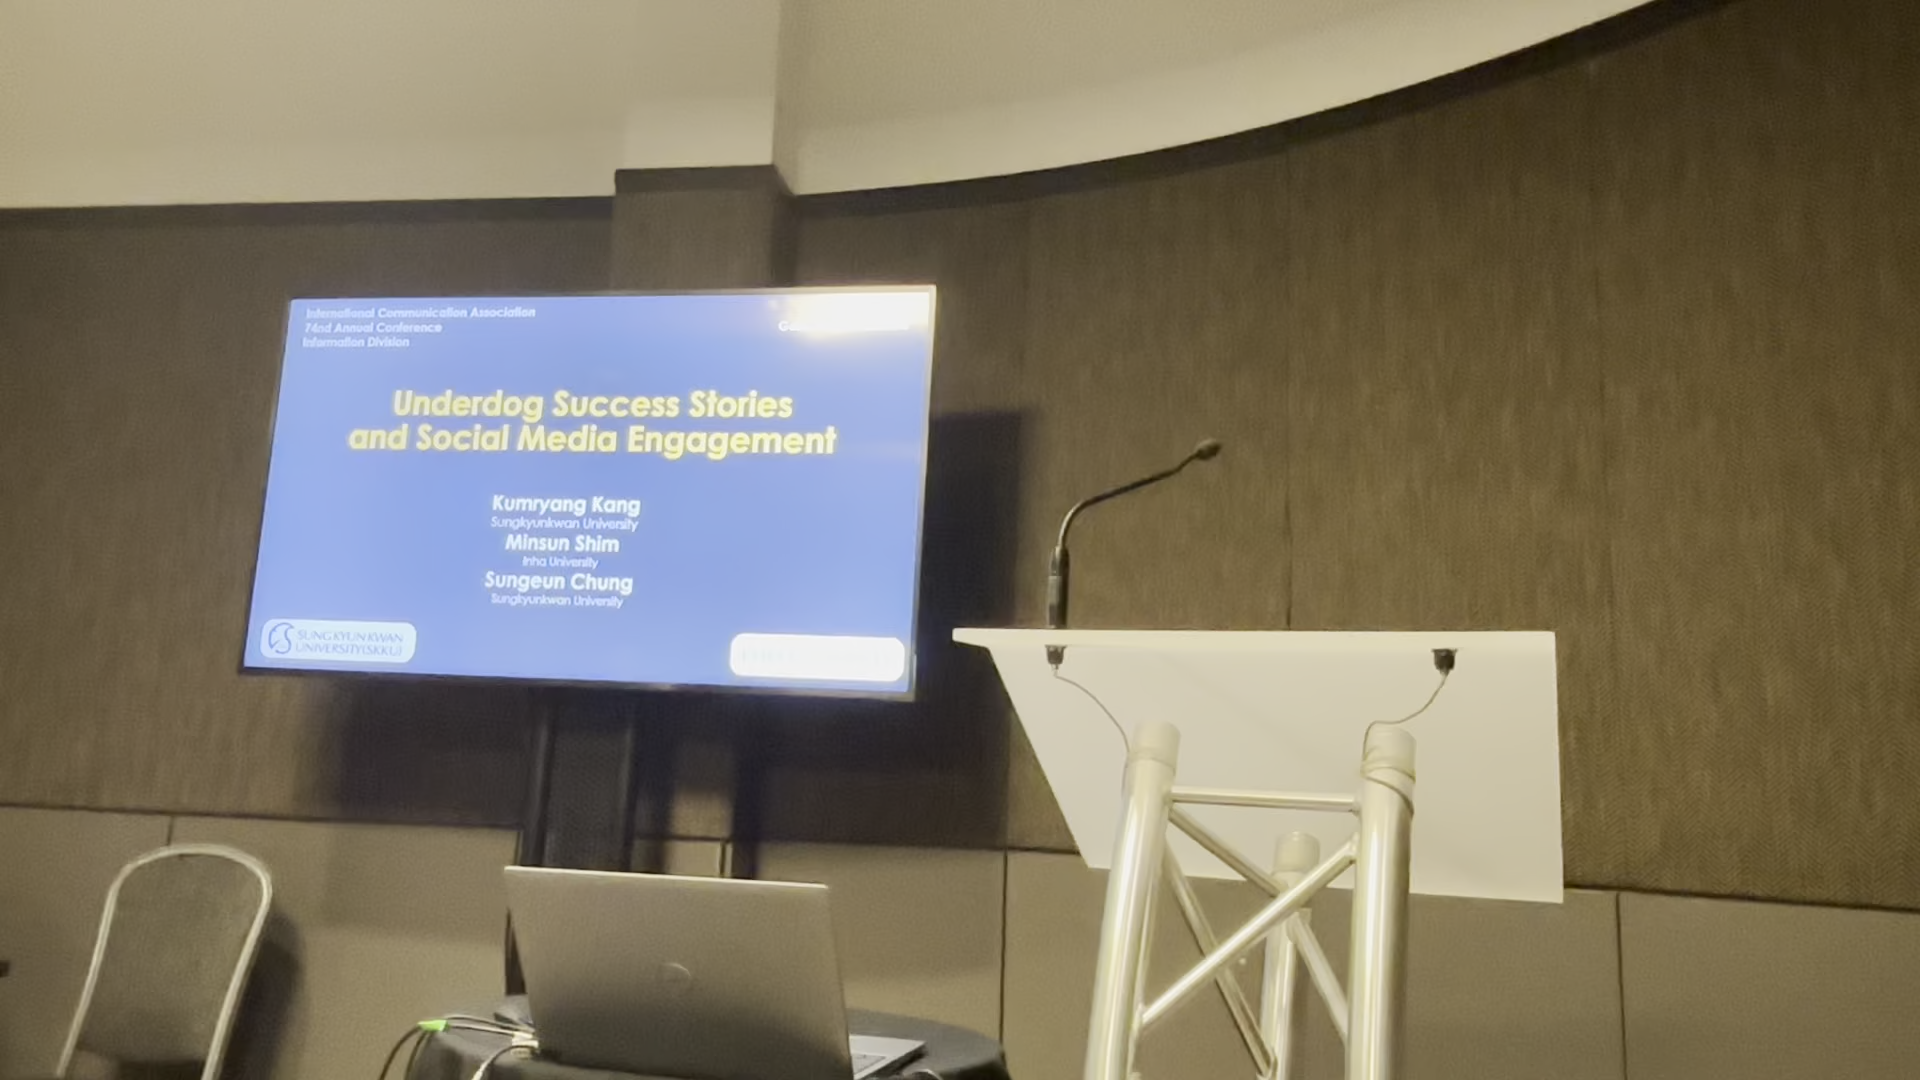 International Communication Association
74nd Annual Conference
Information Division
Underdog Success Stories
and Social Media Engagement
Kumryang Kang
Sungkyunkwan University
Minsun Shim
Inha University
Sungeun Chung
Sungkyunkwan University
SUNG KYUN KWAN
UNIVERSITY(SKKU)